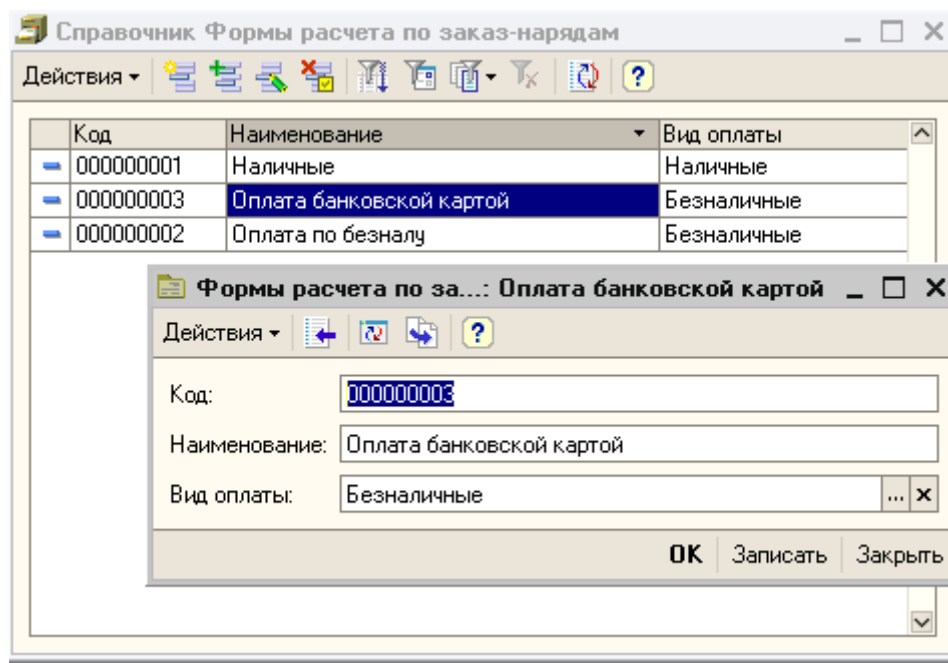 Справочник Формы расчета по заказ-нарядам
Действия
Код Наименование Вид оплаты
000000001 Наличные Наличные
000000003 Оплата банковской картой Безналичные
000000002 Оплата по безналу Безналичные
Формы расчета по за...: Оплата банковской картой
Действия
Код: 000000003
Наименование: Оплата банковской картой
Вид оплаты: Безналичные ...
OK Записать Закрыть